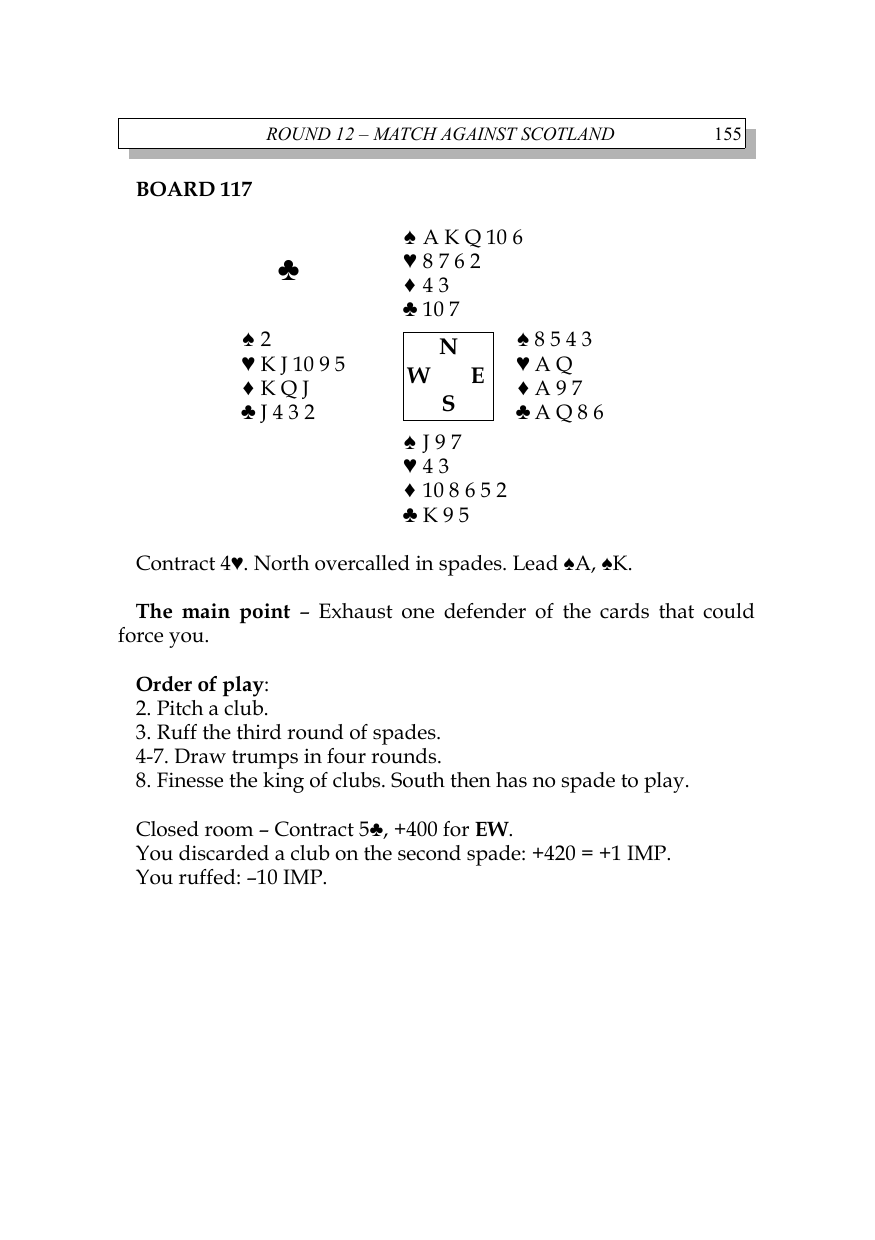 ROUND 12 – MATCH AGAINST SCOTLAND 155
BOARD 117
♠ A K Q 10 6
♣
♥ 8 7 6 2
♦ 4 3
♣ 10 7
♠ 2
♥ K J 10 9 5
♦ K Q J
♣ J 4 3 2
N
W E
S
♠ 8 5 4 3
♥ A Q
♦ A 9 7
♣ A Q 8 6
♠ J 9 7
♥ 4 3
♦ 10 8 6 5 2
♣ K 9 5
Contract 4♥. North overcalled in spades. Lead ♠A, ♠K.
The main point – Exhaust one defender of the cards that could
force you.
Order of play:
2. Pitch a club.
3. Ruff the third round of spades.
4-7. Draw trumps in four rounds.
8. Finesse the king of clubs. South then has no spade to play.
Closed room – Contract 5♣, +400 for EW.
You discarded a club on the second spade: +420 = +1 IMP.
You ruffed: –10 IMP.